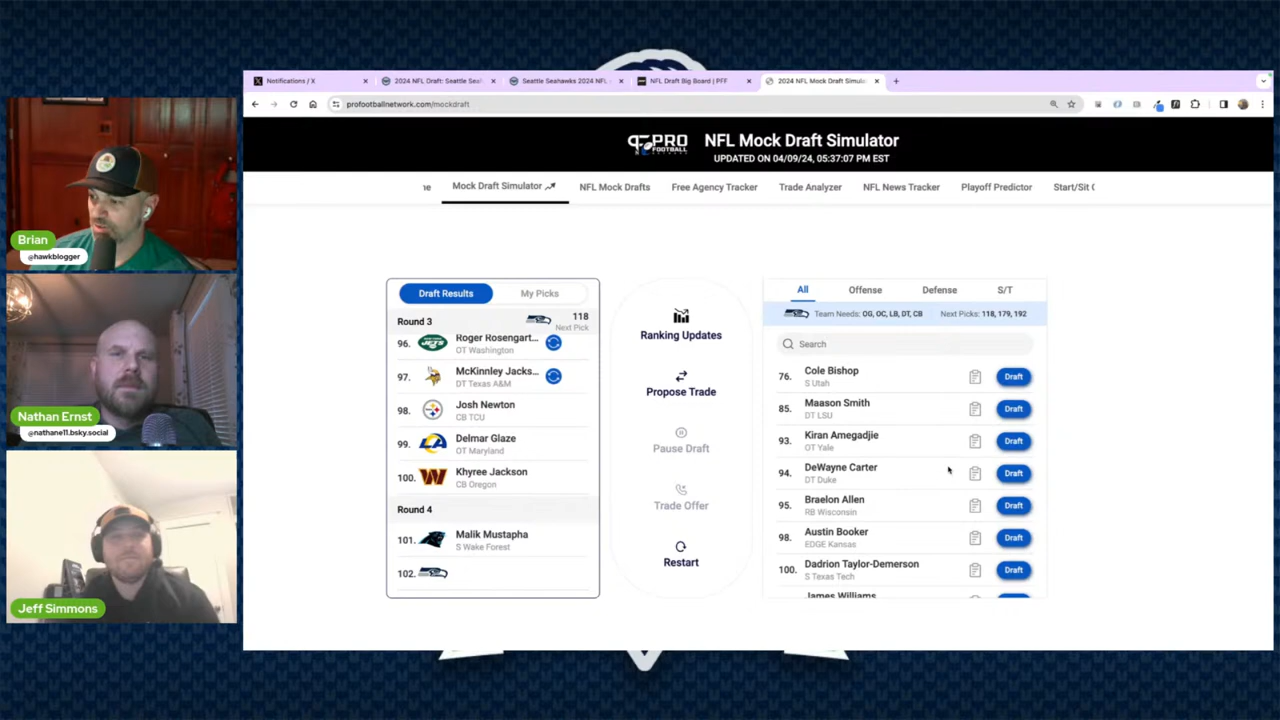 Notifications / X
2024 NFL Draft: Seattle Seah
Seattle Seahawks 2024 NFL
NFL Draft Big Board | PFF
2024 NFL Mock Draft Simula
profootballnetwork.com/mockdraft
PRO
FOOTBALL
NETWORK
NFL Mock Draft Simulator
UPDATED ON 04/09/24, 05:37:07 PM EST
ne
Mock Draft Simulator
NFL Mock Drafts
Free Agency Tracker
Trade Analyzer
NFL News Tracker
Playoff Predictor
Start/Sit
Brian
@hawkblogger
Nathan Ernst
@nathane11.bsky.social
Jeff Simmons
Draft Results
My Picks
Round 3
118
Next Pick
96.
Roger Rosengart...
OT Washington
97.
McKinnley Jacks...
DT Texas A&M
98.
Josh Newton
CB TCU
99.
Delmar Glaze
OT Maryland
100.
Khyree Jackson
CB Oregon
Round 4
101.
Malik Mustapha
S Wake Forest
102.
Ranking Updates
Propose Trade
Pause Draft
Trade Offer
Restart
All
Offense
Defense
S/T
Team Needs: OG, OC, LB, DT, CB
Next Picks: 118, 179, 192
Search
76.
Cole Bishop
S Utah
Draft
85.
Maason Smith
DT LSU
Draft
93.
Kiran Amegadjie
OT Yale
Draft
94.
DeWayne Carter
DT Duke
Draft
95.
Braelon Allen
RB Wisconsin
Draft
98.
Austin Booker
EDGE Kansas
Draft
100.
Dadrion Taylor-Demerson
S Texas Tech
Draft
James Williams